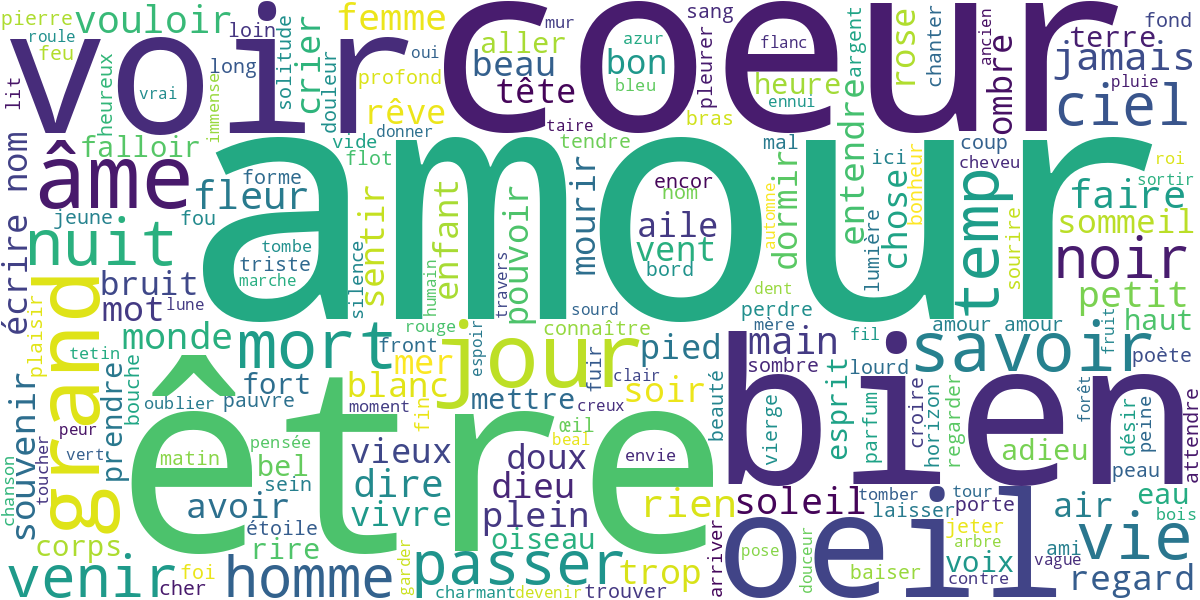 pierre
vouloir
loin
femme
mur
sang
fond
roule
feu
voir
coeur
crier
solitude
oui
aller
azur
flanc
argent
rose
chanter
ancien
terre
jamais
lit
heureux
long
vrai
immense
douleur
profond
beau
bon
bleu
pleurer
heure
ennui
ombre
pluie
ciel
rêve
tête
donner
taire
bras
nom
falloir
vide
flot
tendre
mal
entendre
ici
coup
cheveu
roi
sortir
âme
fleur
forme
amour
encor
nom
dormir
chose
bonheur
temp
faire
sommeil
jeune
fou
nuit
tombe
triste
marche
silence
sentir
enfant
humain
travers
pouvoir
mourir
aile
vent
bord
automne
lumière
sourire
noir
petit
écrire
bruit
mot
lune
sourd
dent
perdre
haut
plaisir
grand
monde
mort
rouge
front
mer
jour
espoir
connaître
fuir
clair
pied
mère
main
sombre
fil
lourd
amour
amour
savoir
fruit
poète
tetin
bouche
prendre
oublier
pauvre
fort
blanc
moment
fin
mettre
creux
soir
beauté
bien
vierge
esprit
parfum
croire
horizon
regarder
forêt
désir
peine
souvenir
peur
toucher
vert
chanson
être
matin
pensée
bel
sein
vieux
œil
beal
doux
envie
adieu
peau
attendre
avoir
étoile
dire
dieu
vivre
plein
rien
soleil
tomber
laisser
tour
porte
air
eau
bois
corps
rire
oiseau
oeil
jeter
arbre
voix
ami
vague
vie
venir
foi
cher
homme
garder
passer
charmant
devenir
trouver
trop
arriver
pose
douceur
baiser
contre
regard